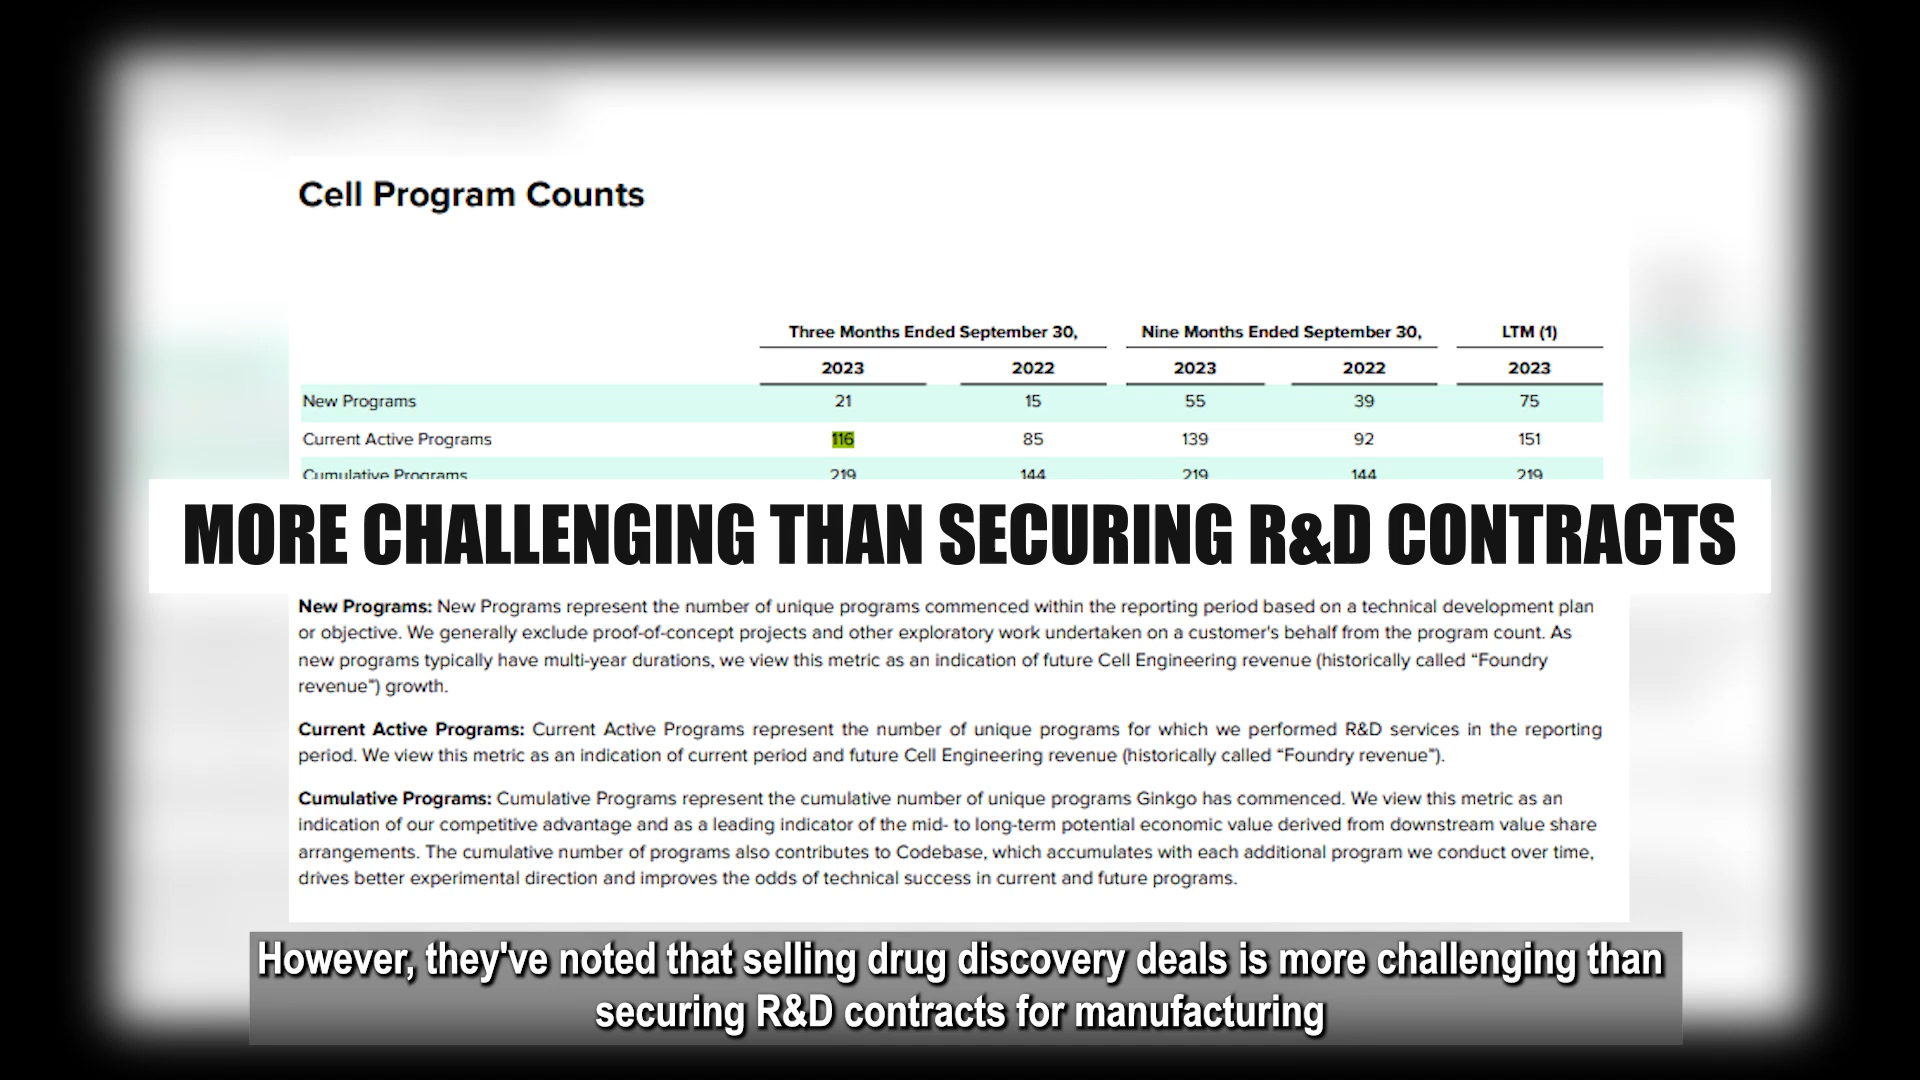 Cell Program Counts
Three Months Ended September 30, Nine Months Ended September 30, LTM (1)
2023 2022 2023 2022 2023
New Programs 21 15 55 39 75
Current Active Programs 116 85 139 92 151
Cumulative Programs 219 144 219 144 219
MORE CHALLENGING THAN SECURING R&D CONTRACTS
New Programs: New Programs represent the number of unique programs commenced within the reporting period based on a technical development plan
or objective. We generally exclude proof-of-concept projects and other exploratory work undertaken on a customer's behalf from the program count. As
new programs typically have multi-year durations, we view this metric as an indication of future Cell Engineering revenue (historically called “Foundry
revenue”) growth.
Current Active Programs: Current Active Programs represent the number of unique programs for which we performed R&D services in the reporting
period. We view this metric as an indication of current period and future Cell Engineering revenue (historically called “Foundry revenue”).
Cumulative Programs: Cumulative Programs represent the cumulative number of unique programs Ginkgo has commenced. We view this metric as an
indication of our competitive advantage and as a leading indicator of the mid- to long-term potential economic value derived from downstream value share
arrangements. The cumulative number of programs also contributes to Codebase, which accumulates with each additional program we conduct over time,
drives better experimental direction and improves the odds of technical success in current and future programs.
However, they've noted that selling drug discovery deals is more challenging than
securing R&D contracts for manufacturing